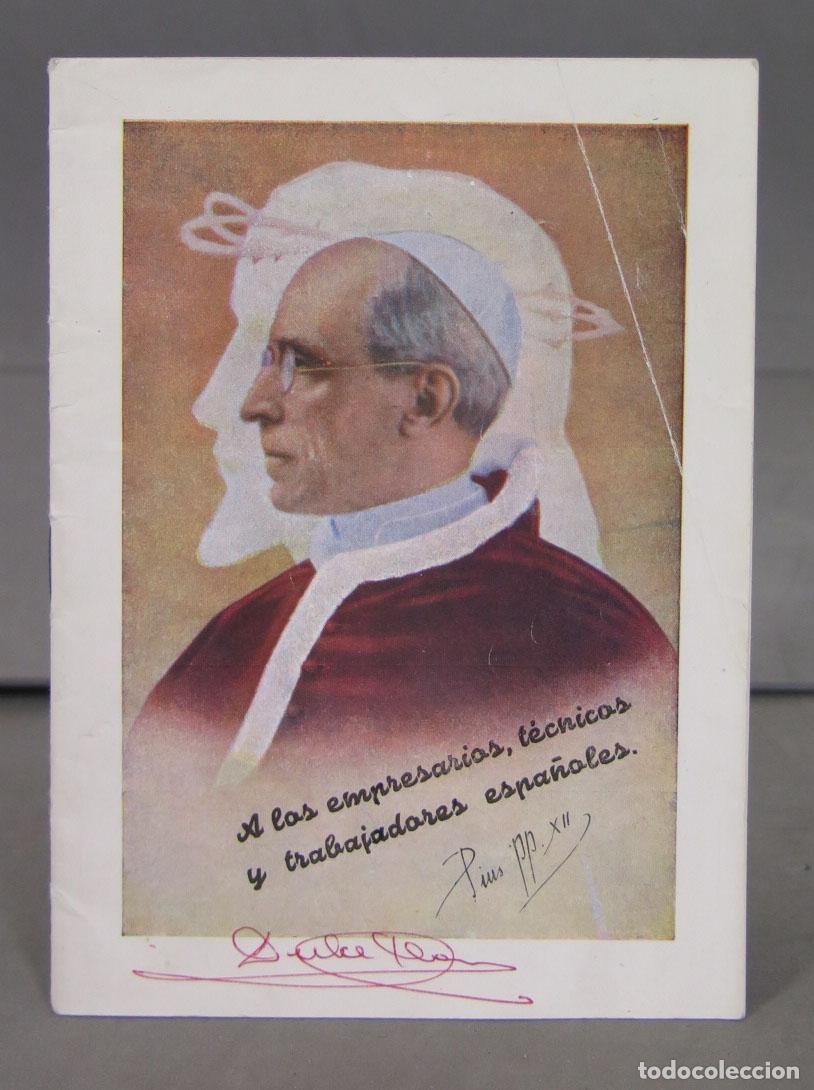 A los empresarios, técnicos
y trabajadores españoles.
Pius pp. XII
todocoleccion